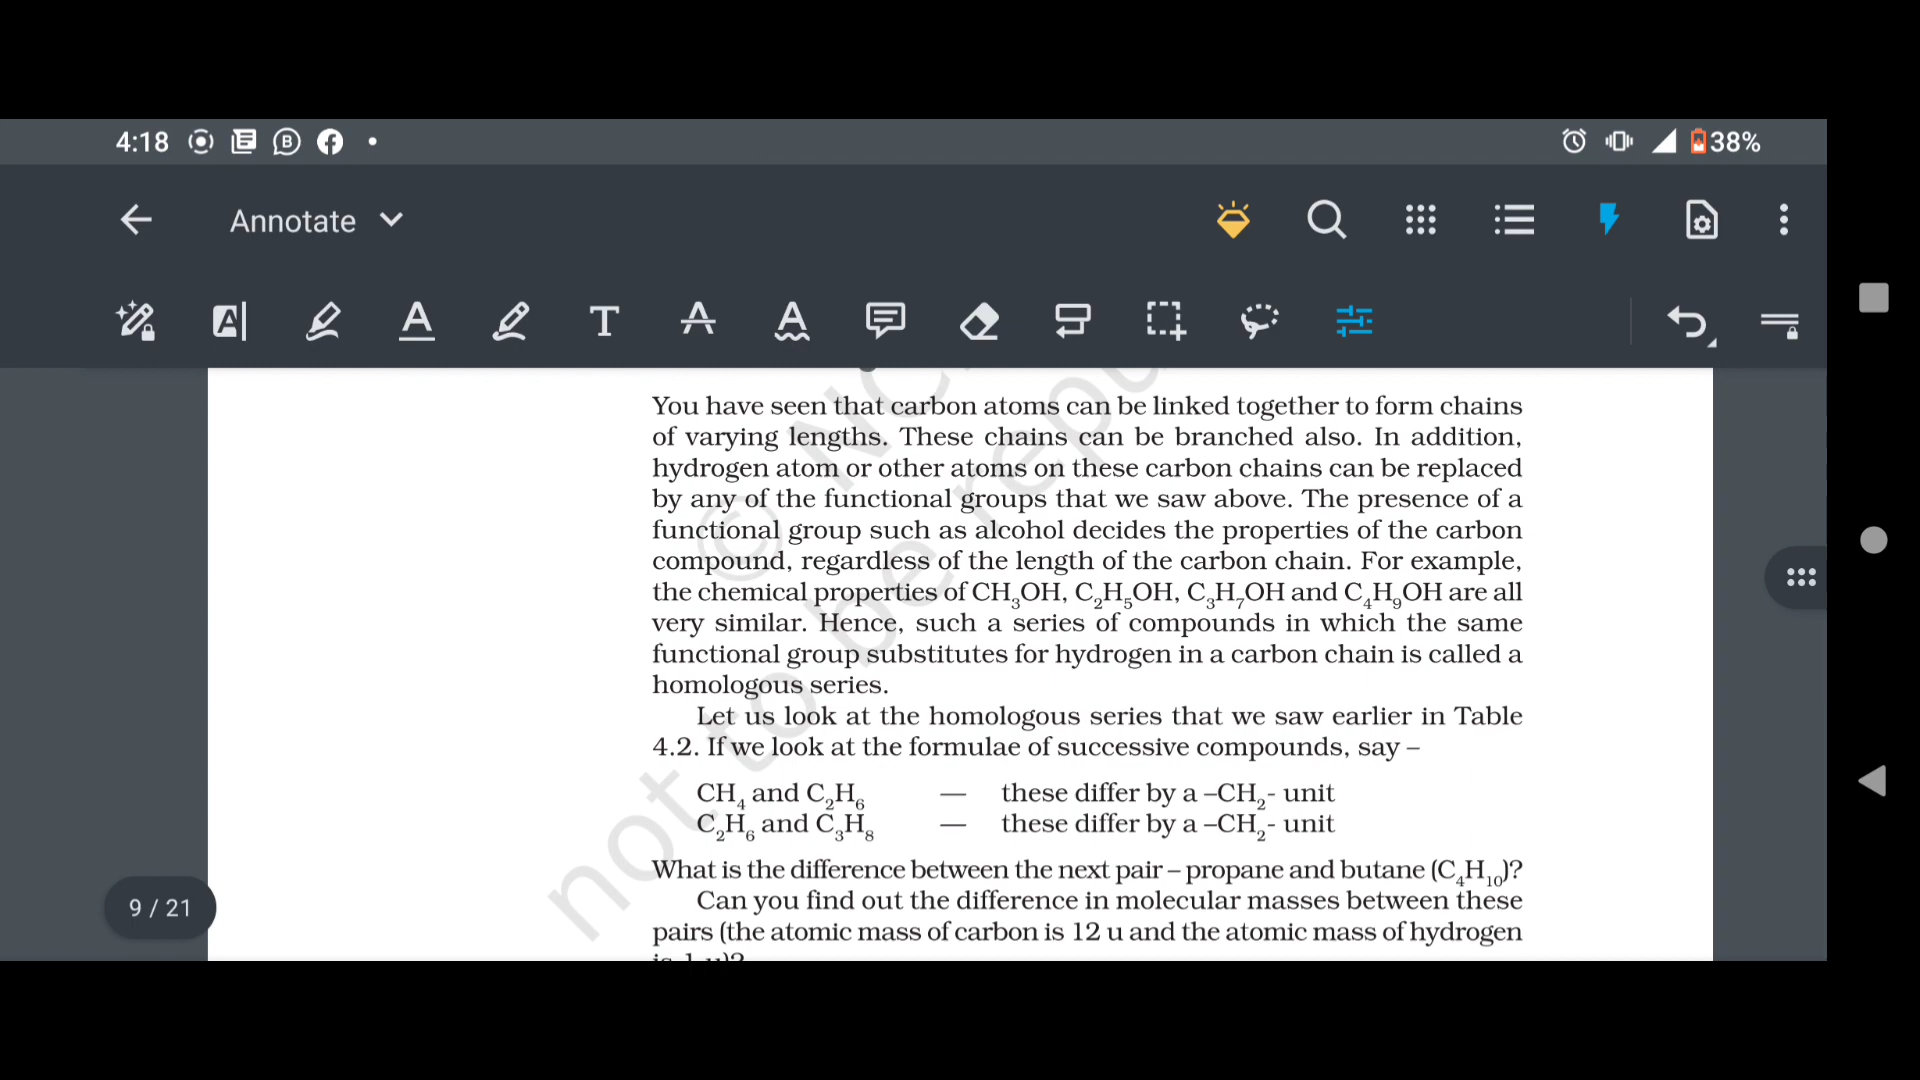 4:18
38%
Annotate
You have seen that carbon atoms can be linked together to form chains
of varying lengths. These chains can be branched also. In addition,
hydrogen atom or other atoms on these carbon chains can be replaced
by any of the functional groups that we saw above. The presence of a
functional group such as alcohol decides the properties of the carbon
compound, regardless of the length of the carbon chain. For example,
the chemical properties of CH₃OH, C₂H₅OH, C₃H₇OH and C₄H₉OH are all
very similar. Hence, such a series of compounds in which the same
functional group substitutes for hydrogen in a carbon chain is called a
homologous series.
Let us look at the homologous series that we saw earlier in Table
4.2. If we look at the formulae of successive compounds, say –
CH₄ and C₂H₆ — these differ by a –CH₂- unit
C₂H₆ and C₃H₈ — these differ by a –CH₂- unit
What is the difference between the next pair – propane and butane (C₄H₁₀)?
Can you find out the difference in molecular masses between these
pairs (the atomic mass of carbon is 12 u and the atomic mass of hydrogen
is 1 u)?
9 / 21
© NC
not to be repu